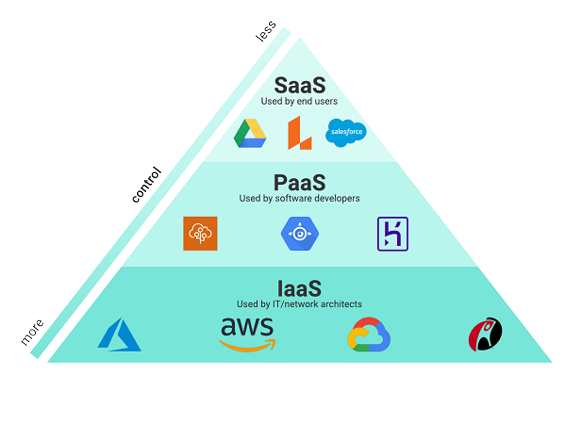 less
SaaS
Used by end users
salesforce
control
PaaS
Used by software developers
IaaS
Used by IT/network architects
more
aws